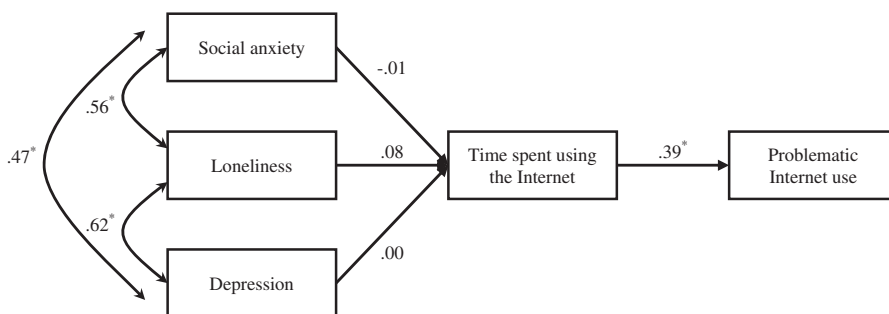 Social anxiety
-.01
.56*
.47*
Loneliness
.08
Time spent using
the Internet
.39*
Problematic
Internet use
.62*
.00
Depression